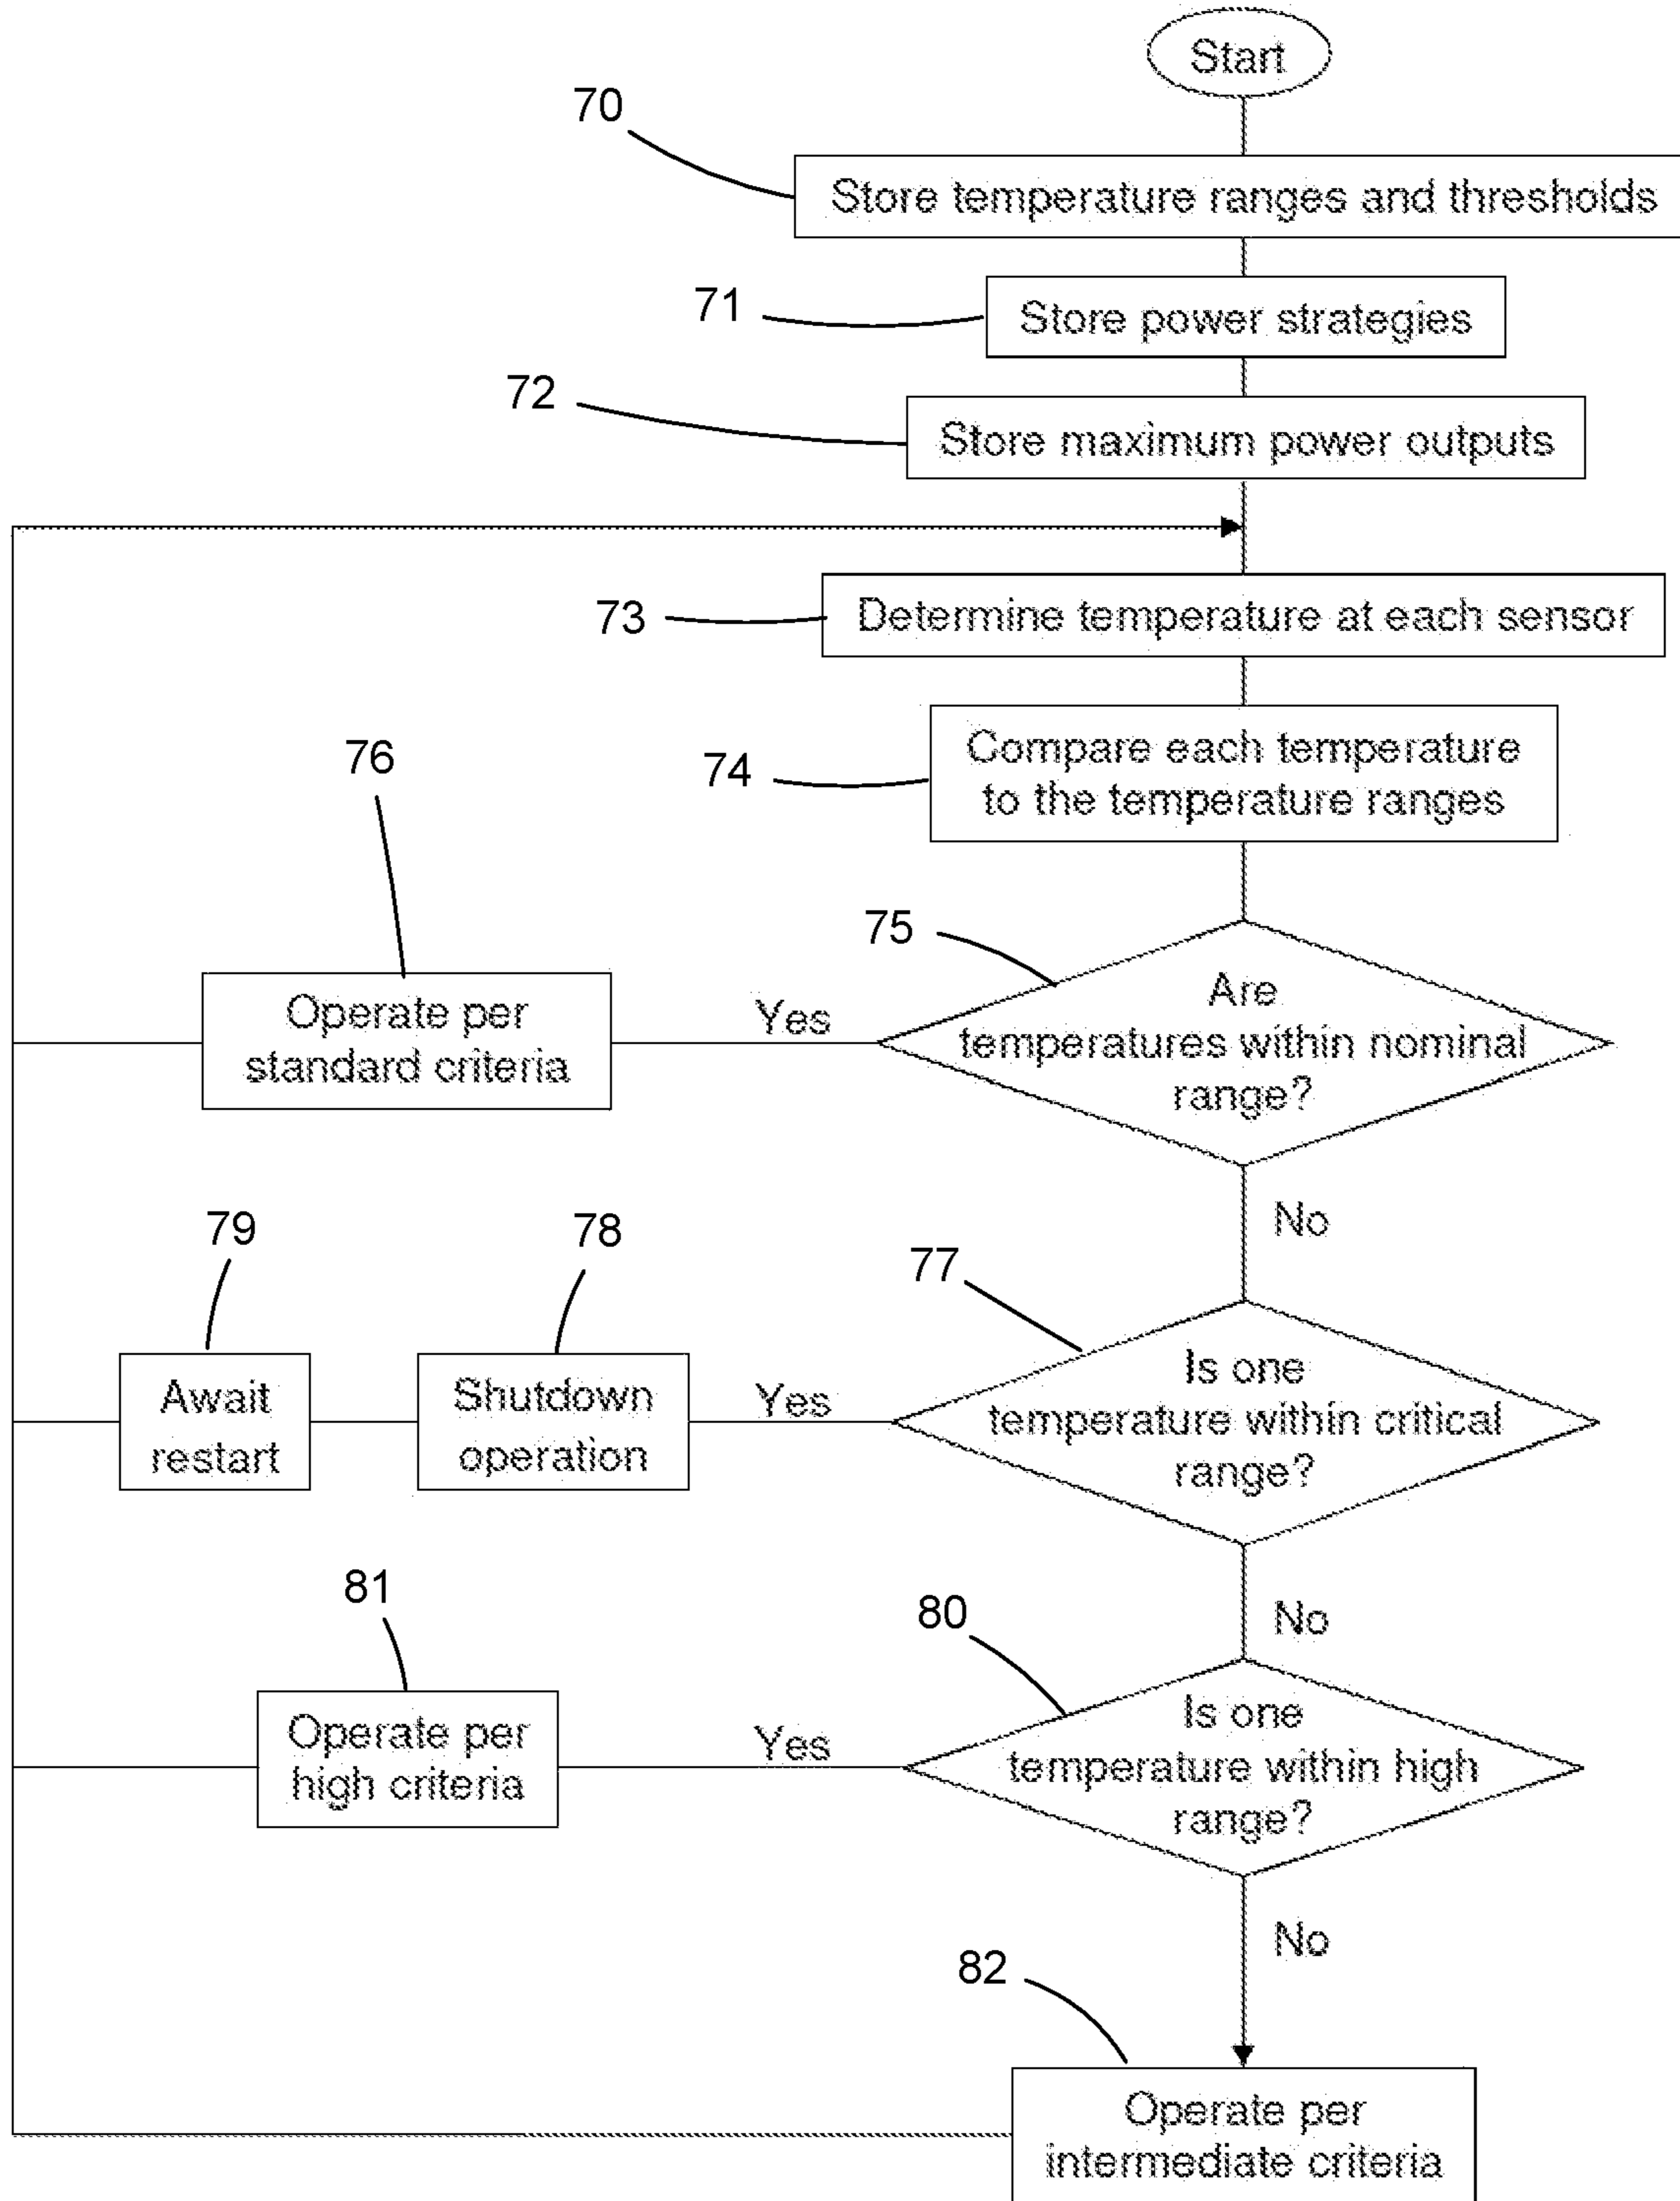 Start
70
Store temperature ranges and thresholds
71
Store power strategies
72
Store maximum power outputs
73
Determine temperature at each sensor
74
Compare each temperature
to the temperature ranges
75
Are
temperatures within nominal
range?
Yes
76
Operate per
standard criteria
No
77
Is one
temperature within critical
range?
Yes
78
Shutdown
operation
79
Await
restart
No
80
Is one
temperature within high
range?
Yes
81
Operate per
high criteria
No
82
Operate per
intermediate criteria